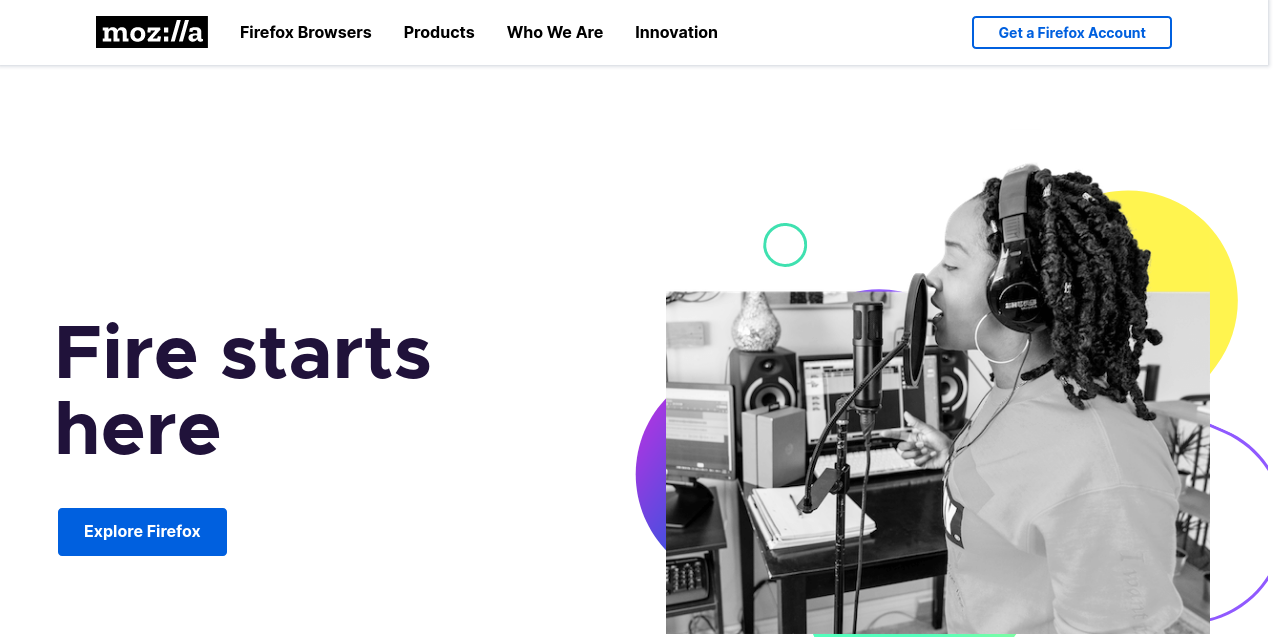 moz://a
Firefox Browsers
Products
Who We Are
Innovation
Get a Firefox Account
Fire starts
here
Explore Firefox